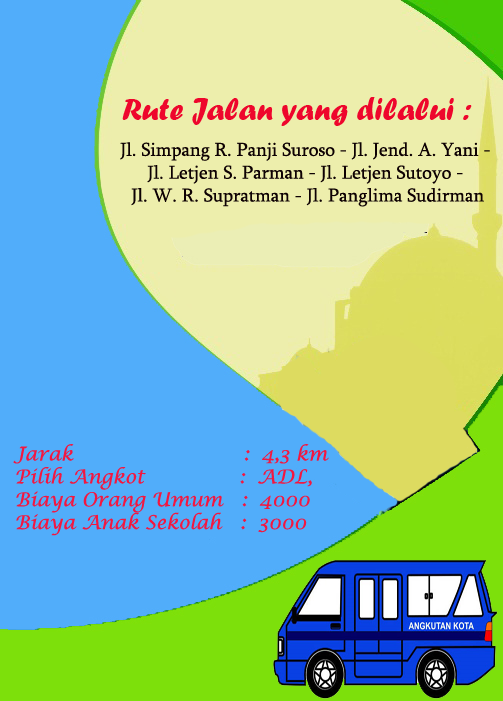 Rute Jalan yang dilalui :
Jl. Simpang R. Panji Suroso - Jl. Jend. A. Yani -
Jl. Letjen S. Parman - Jl. Letjen Sutoyo -
Jl. W. R. Supratman - Jl. Panglima Sudirman
Jarak : 4,3 km
Pilih Angkot : ADL,
Biaya Orang Umum : 4000
Biaya Anak Sekolah : 3000
ANGKUTAN KOTA